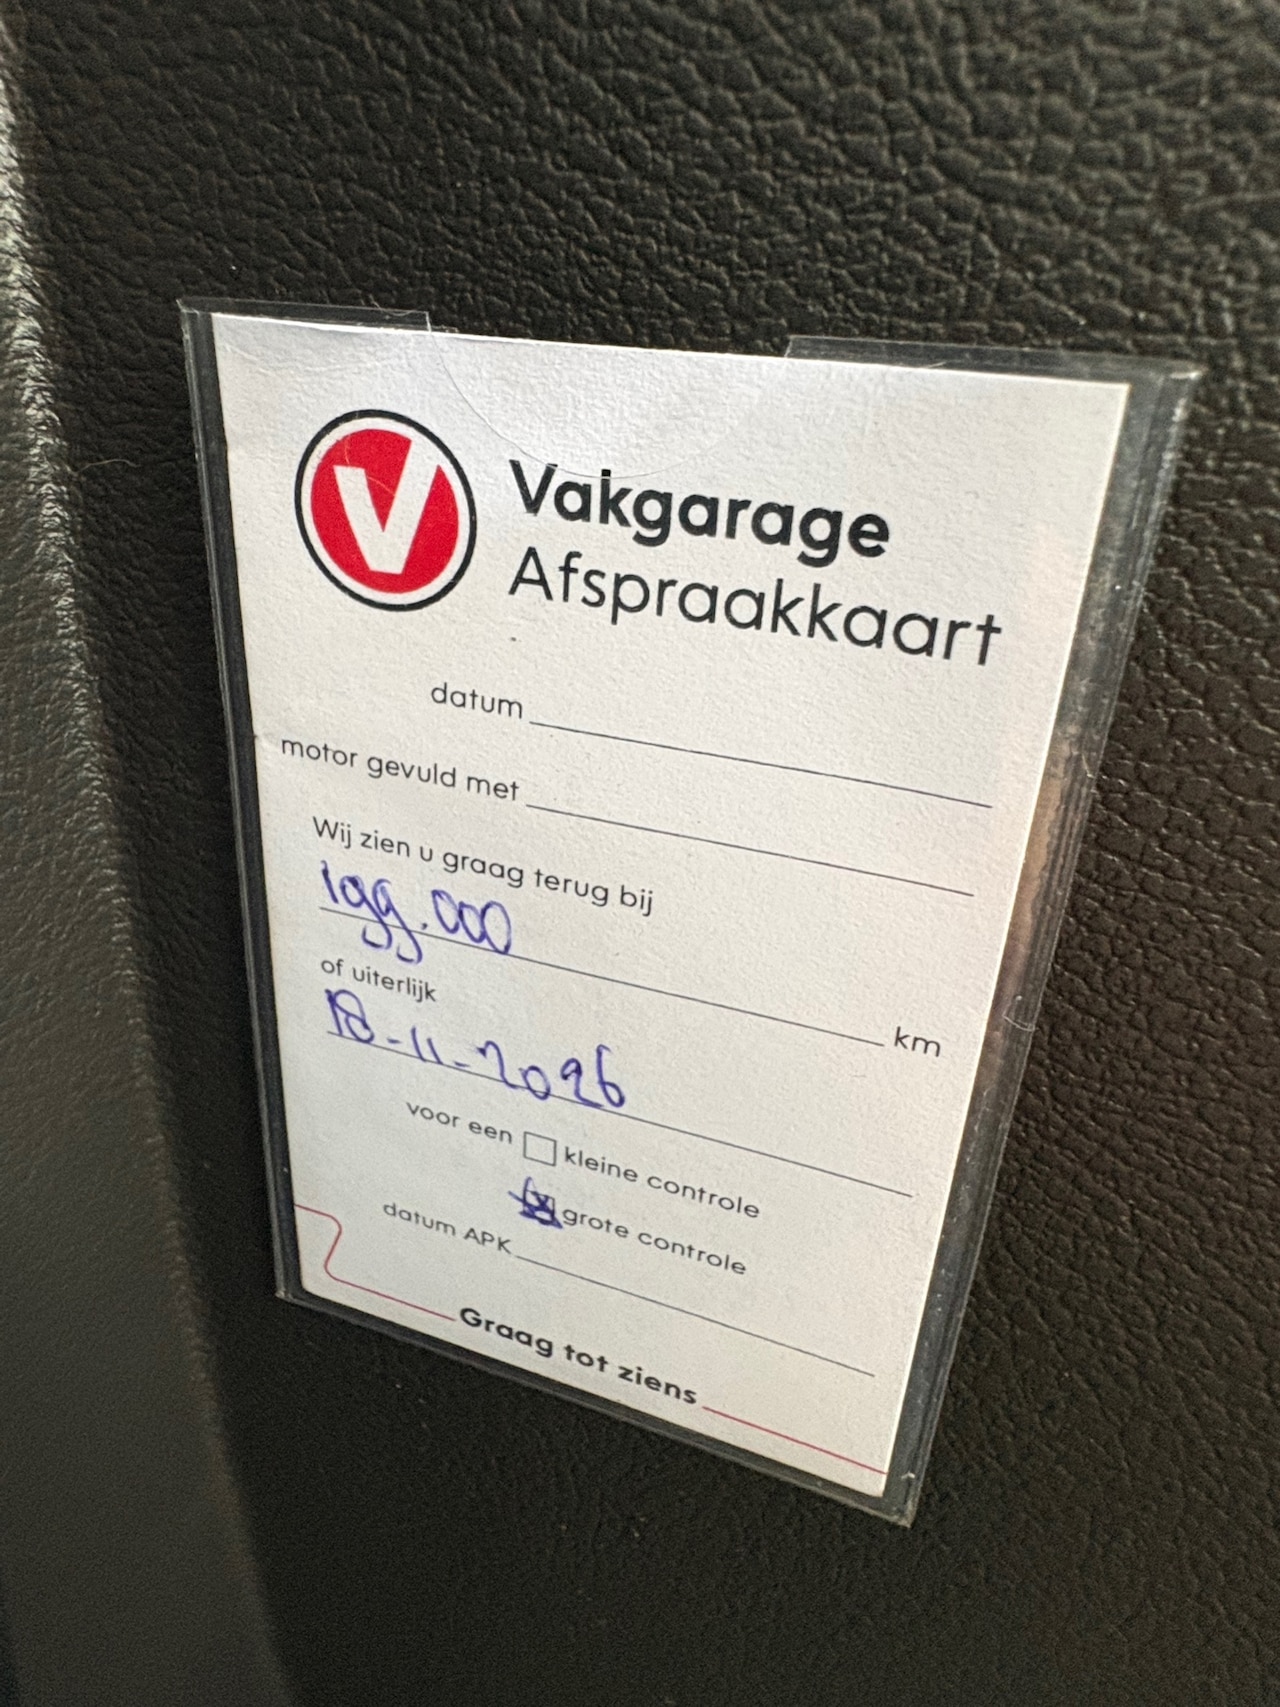 V
Vakgarage
Afspraakkaart
datum
motor gevuld met
Wij zien u graag terug bij
199.000 km
of uiterlijk
18-11-2026
voor een kleine controle
grote controle
datum APK
Graag tot ziens